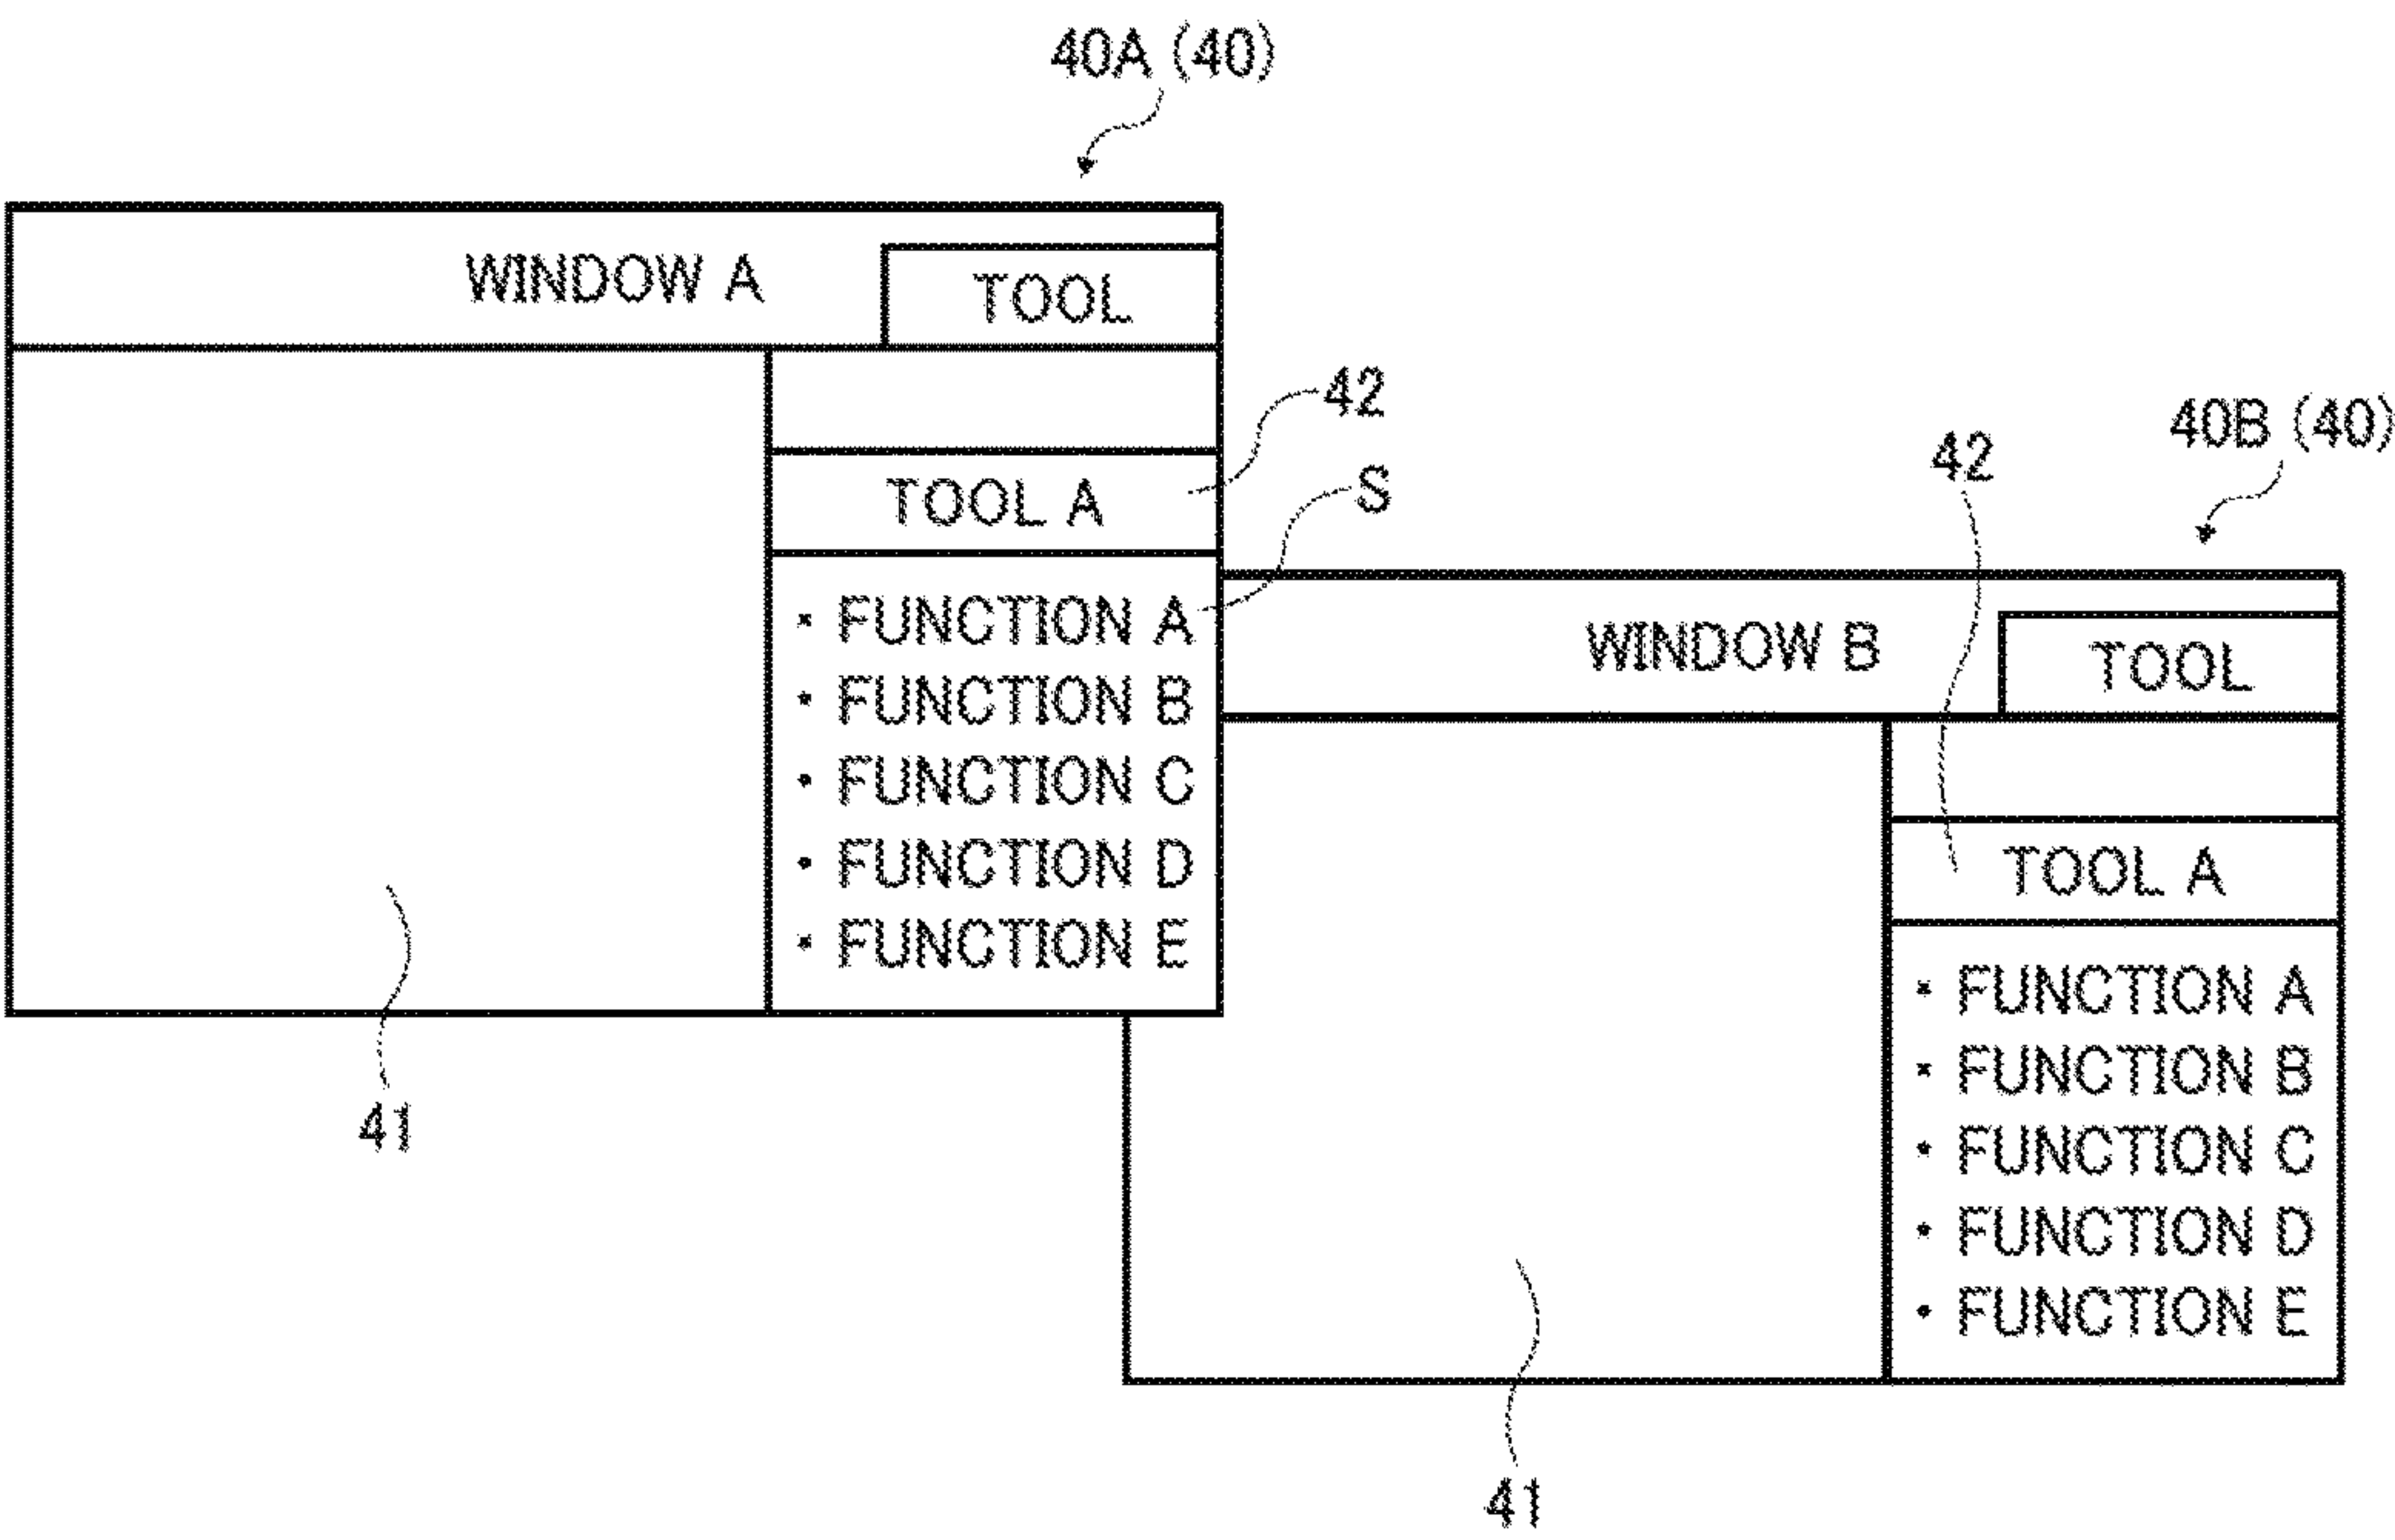 40A (40)
WINDOW A
TOOL
42
TOOL A
S
• FUNCTION A
• FUNCTION B
• FUNCTION C
• FUNCTION D
• FUNCTION E
41
40B (40)
42
WINDOW B
TOOL
TOOL A
• FUNCTION A
• FUNCTION B
• FUNCTION C
• FUNCTION D
• FUNCTION E
41